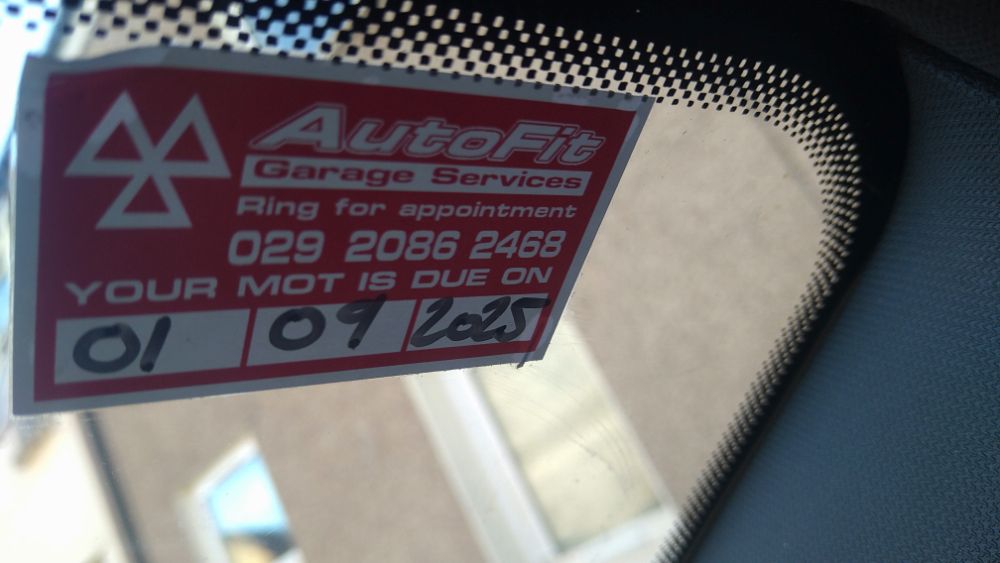 AutoFit
Garage Services
Ring for appointment
029 2086 2468
YOUR MOT IS DUE ON
01 09 2025